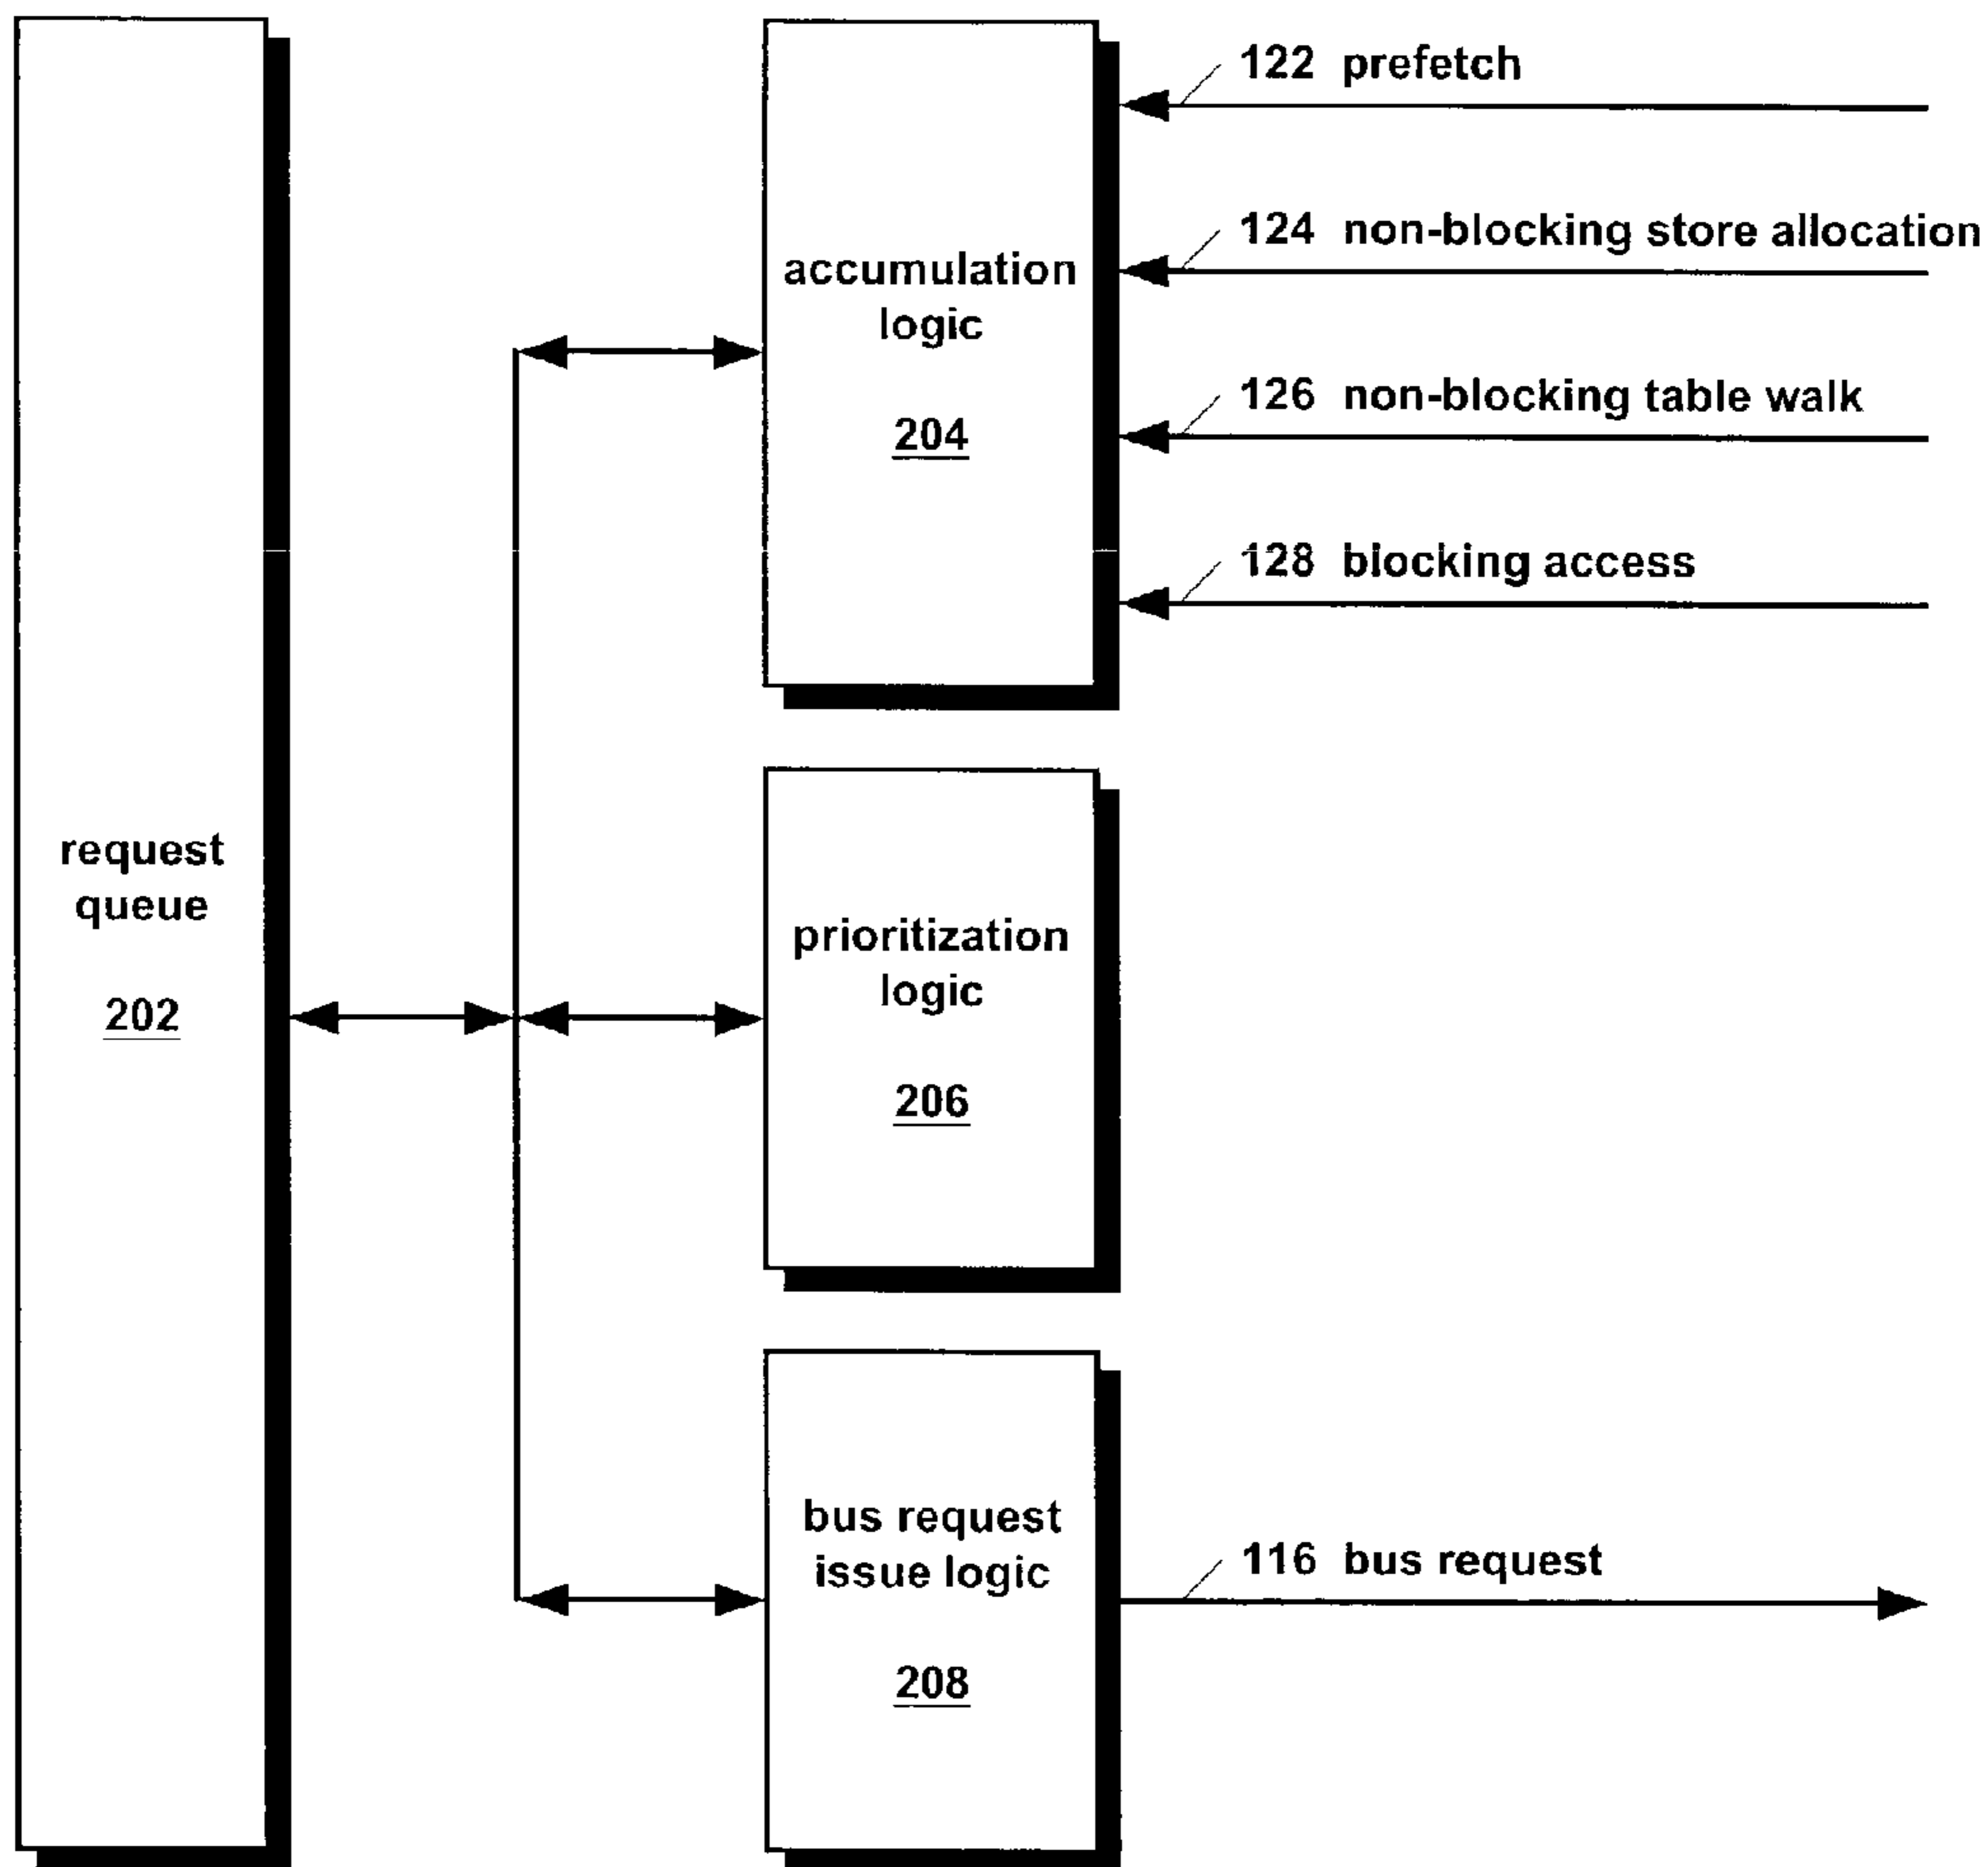 122 prefetch
124 non-blocking store allocation
accumulation
logic
126 non-blocking table walk
204
128 blocking access
request
queue
prioritization
logic
202
206
bus request
issue logic
116 bus request
208